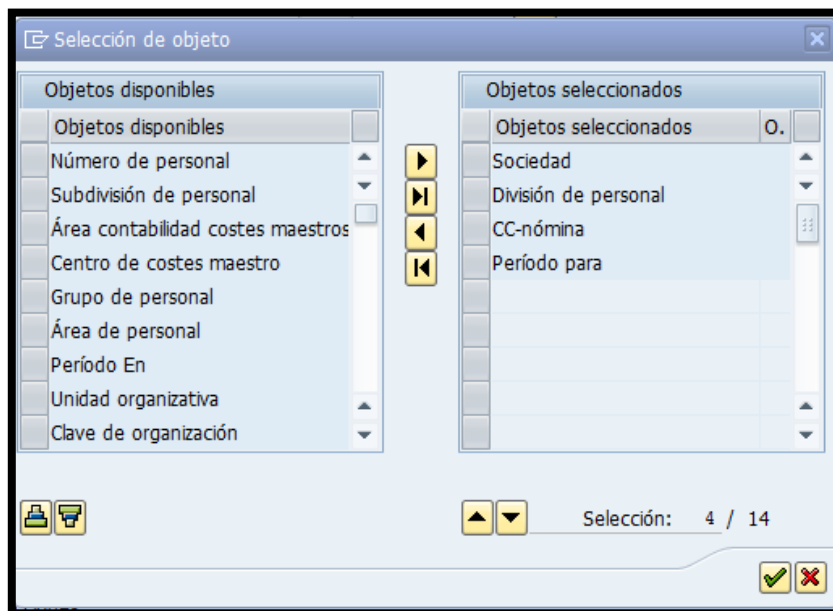 Selección de objeto
Objetos disponibles
Objetos disponibles
Número de personal
Subdivisión de personal
Área contabilidad costes maestros
Centro de costes maestro
Grupo de personal
Área de personal
Período En
Unidad organizativa
Clave de organización
Objetos seleccionados
Objetos seleccionados O.
Sociedad
División de personal
CC-nómina
Período para
Selección: 4 / 14